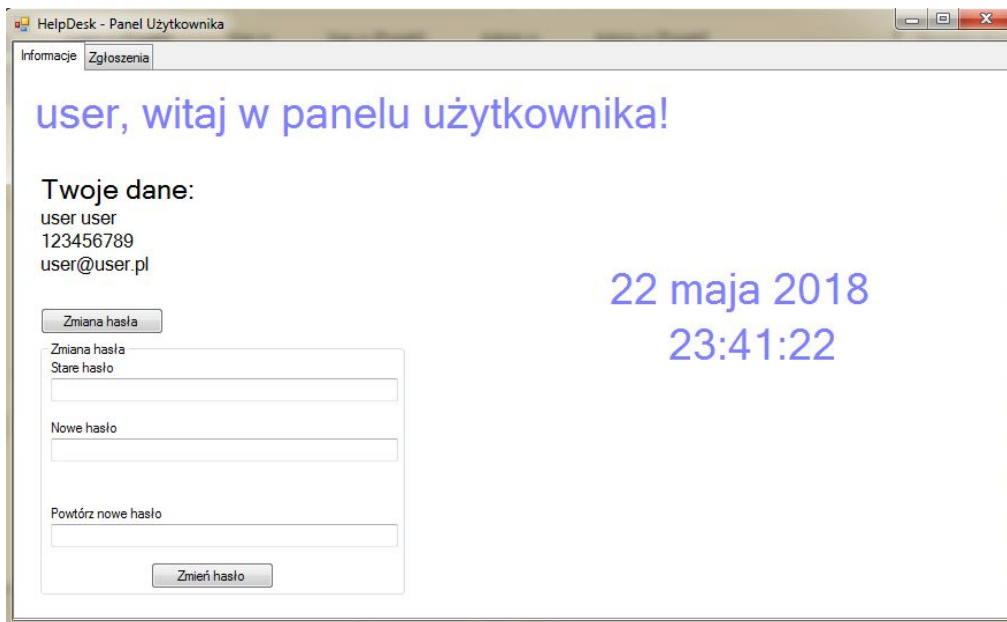 HelpDesk - Panel Użytkownika
Informacje Zgłoszenia
user, witaj w panelu użytkownika!
Twoje dane:
user user
123456789
user@user.pl
22 maja 2018
23:41:22
Zmiana hasła
Zmiana hasła
Stare hasło
Nowe hasło
Powtórz nowe hasło
Zmień hasło